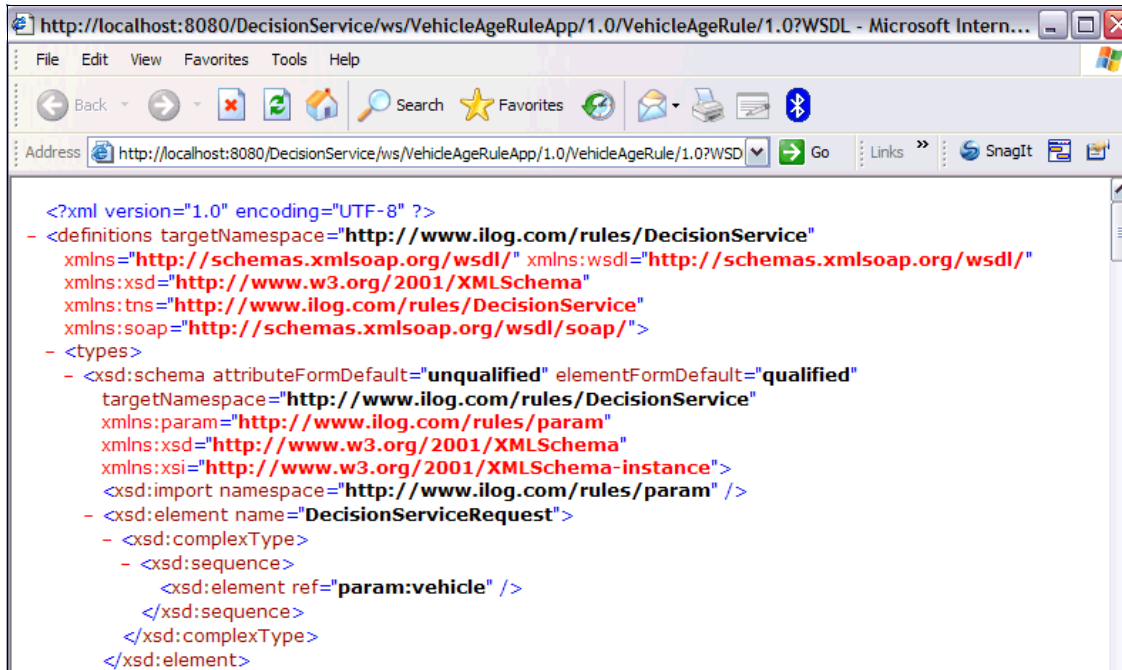 http://localhost:8080/DecisionService/ws/VehicleAgeRuleApp/1.0/VehicleAgeRule/1.0?WSDL - Microsoft Intern...
File Edit View Favorites Tools Help
Back Search Favorites
Address http://localhost:8080/DecisionService/ws/VehicleAgeRuleApp/1.0/VehicleAgeRule/1.0?WSD Go Links » SnagIt
<?xml version="1.0" encoding="UTF-8" ?>
- <definitions targetNamespace="http://www.ilog.com/rules/DecisionService"
xmlns="http://schemas.xmlsoap.org/wsdl/" xmlns:wsdl="http://schemas.xmlsoap.org/wsdl/"
xmlns:xsd="http://www.w3.org/2001/XMLSchema"
xmlns:tns="http://www.ilog.com/rules/DecisionService"
xmlns:soap="http://schemas.xmlsoap.org/wsdl/soap/">
- <types>
- <xsd:schema attributeFormDefault="unqualified" elementFormDefault="qualified"
targetNamespace="http://www.ilog.com/rules/DecisionService"
xmlns:param="http://www.ilog.com/rules/param"
xmlns:xsd="http://www.w3.org/2001/XMLSchema"
xmlns:xsi="http://www.w3.org/2001/XMLSchema-instance">
<xsd:import namespace="http://www.ilog.com/rules/param" />
- <xsd:element name="DecisionServiceRequest">
- <xsd:complexType>
- <xsd:sequence>
<xsd:element ref="param:vehicle" />
</xsd:sequence>
</xsd:complexType>
</xsd:element>